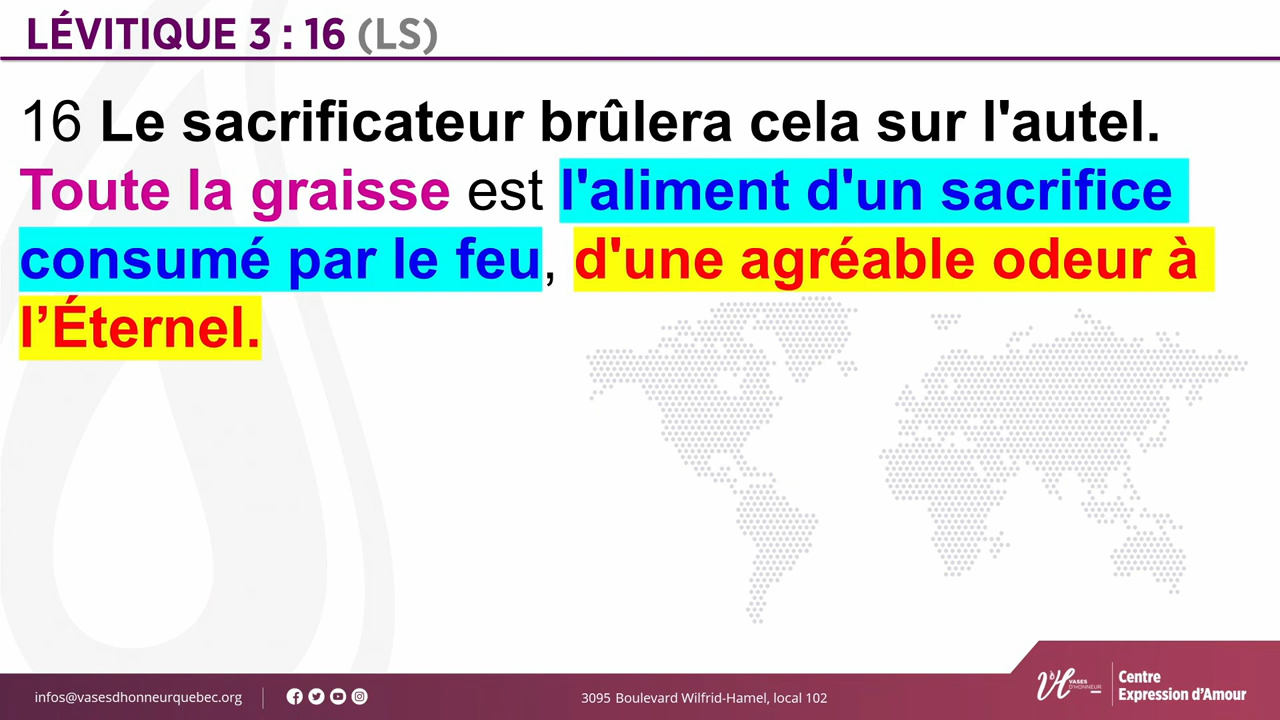 LÉVITIQUE 3 : 16 (LS)
16 Le sacrificateur brûlera cela sur l'autel.
Toute la graisse est l'aliment d'un sacrifice
consumé par le feu, d'une agréable odeur à
l’Éternel.
infos@vasesdhonneurquebec.org
3095 Boulevard Wilfrid-Hamel, local 102
VASES
D'HONNEUR
Centre
Expression d'Amour